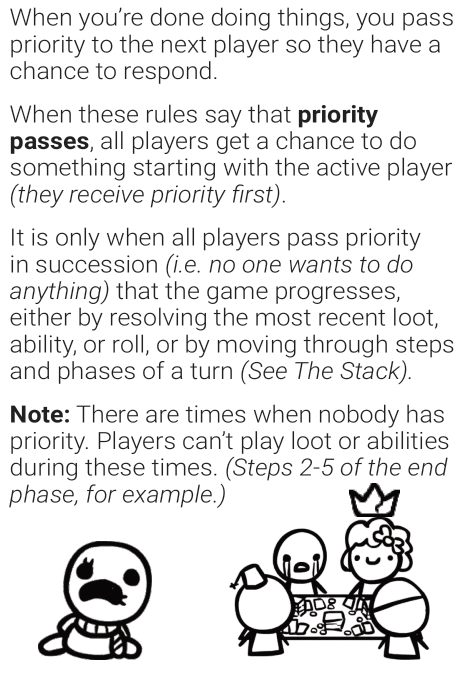 When you’re done doing things, you pass
priority to the next player so they have a
chance to respond.
When these rules say that priority
passes, all players get a chance to do
something starting with the active player
(they receive priority first).
It is only when all players pass priority
in succession (i.e. no one wants to do
anything) that the game progresses,
either by resolving the most recent loot,
ability, or roll, or by moving through steps
and phases of a turn (See The Stack).
Note: There are times when nobody has
priority. Players can’t play loot or abilities
during these times. (Steps 2-5 of the end
phase, for example.)